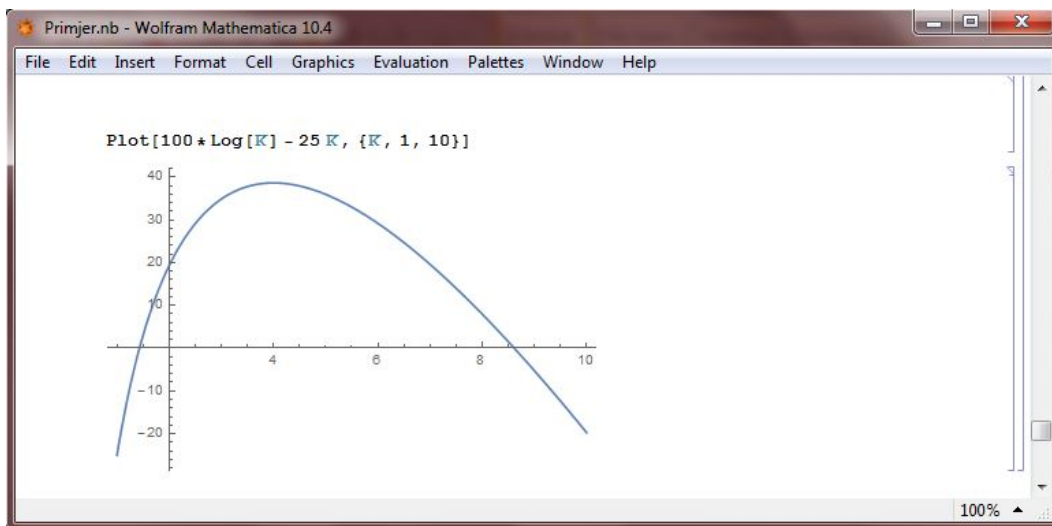 Primjer.nb - Wolfram Mathematica 10.4
File Edit Insert Format Cell Graphics Evaluation Palettes Window Help
Plot[100 * Log[K] - 25 K, {K, 1, 10}]
40
30
20
10
4 6 8 10
-10
-20
100%